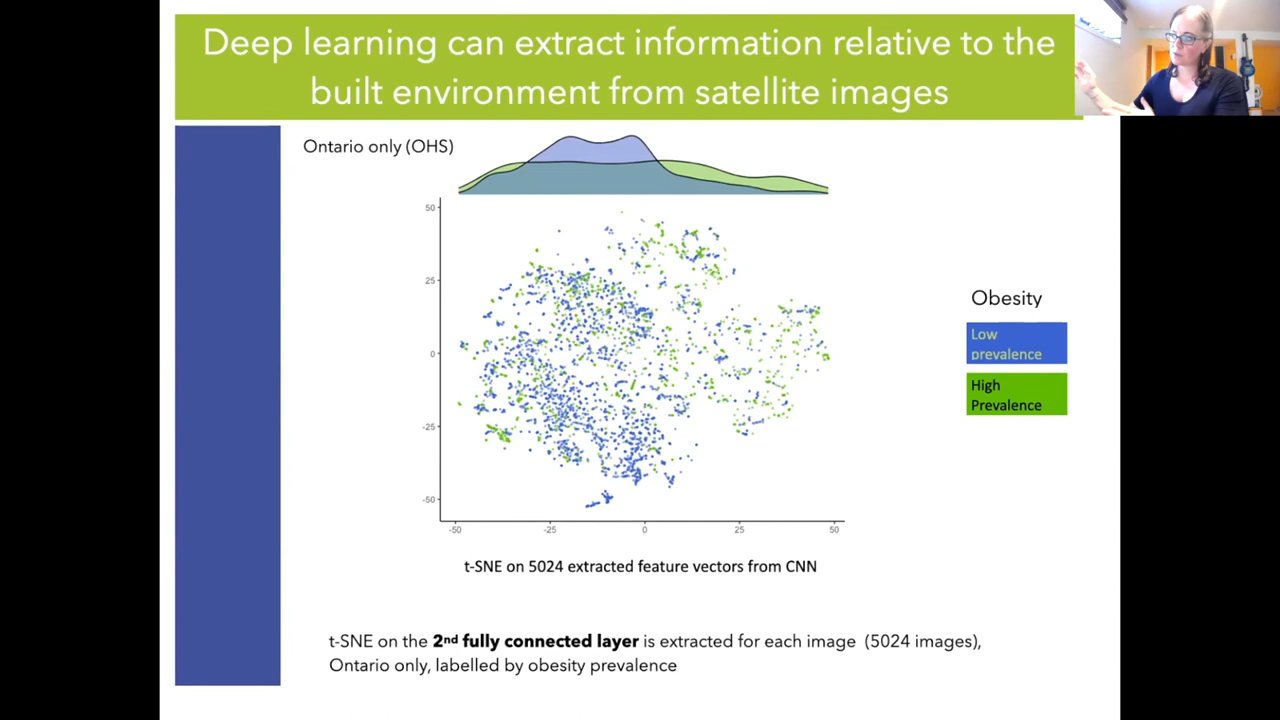 Deep learning can extract information relative to the
built environment from satellite images
Ontario only (OHS)
50
25
0
-25
-50
-50
-25
0
25
50
Obesity
Low
prevalence
High
Prevalence
t-SNE on 5024 extracted feature vectors from CNN
t-SNE on the 2nd fully connected layer is extracted for each image (5024 images),
Ontario only, labelled by obesity prevalence